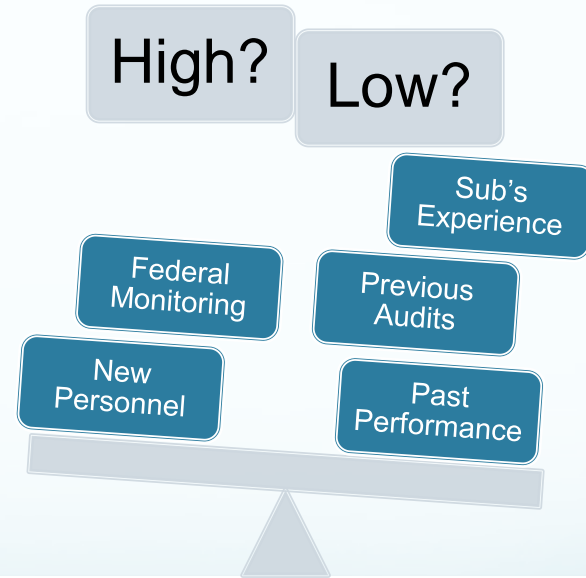 High?
Low?
Sub's
Experience
Federal
Monitoring
Previous
Audits
New
Personnel
Past
Performance